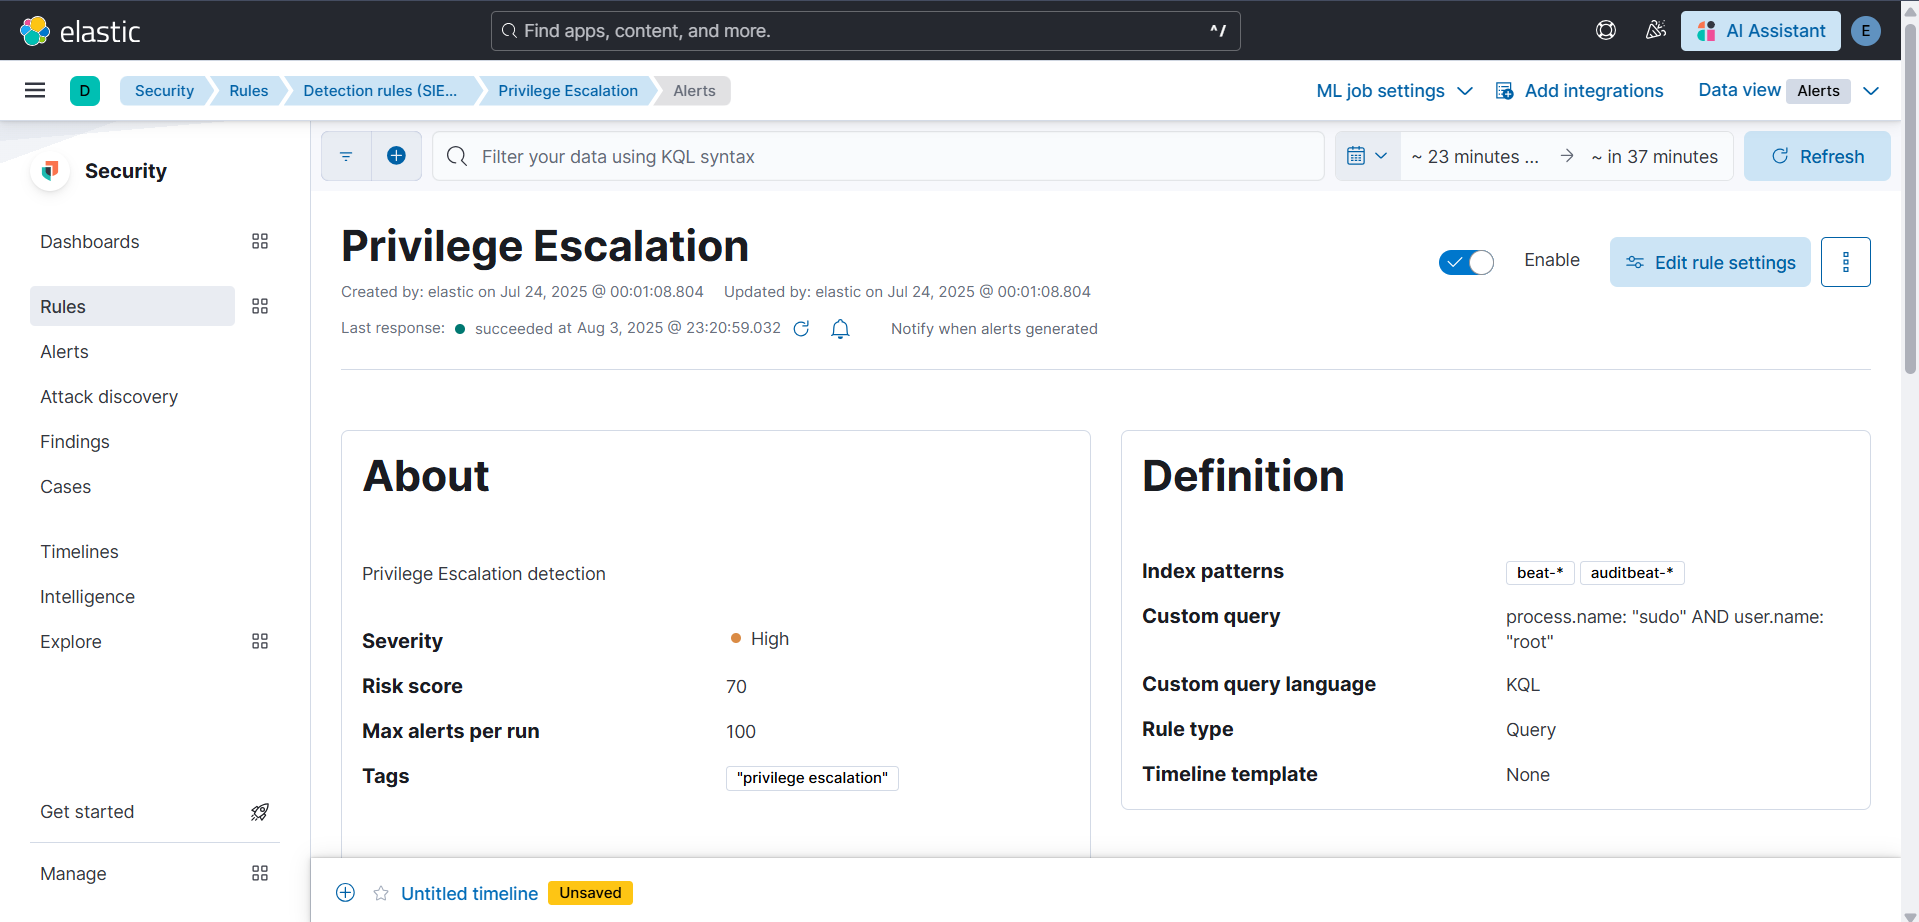 elastic
Find apps, content, and more.
^/
AI Assistant
E
D
Security
Rules
Detection rules (SIE...
Privilege Escalation
Alerts
ML job settings
Add integrations
Data view
Alerts
Security
Dashboards
Rules
Alerts
Attack discovery
Findings
Cases
Timelines
Intelligence
Explore
Get started
Manage
Filter your data using KQL syntax
~ 23 minutes ...
~ in 37 minutes
Refresh
Privilege Escalation
Created by: elastic on Jul 24, 2025 @ 00:01:08.804
Updated by: elastic on Jul 24, 2025 @ 00:01:08.804
Last response:
succeeded at Aug 3, 2025 @ 23:20:59.032
Notify when alerts generated
Enable
Edit rule settings
About
Privilege Escalation detection
Severity
High
Risk score
70
Max alerts per run
100
Tags
"privilege escalation"
Definition
Index patterns
beat-*
auditbeat-*
Custom query
process.name: "sudo" AND user.name:
"root"
Custom query language
KQL
Rule type
Query
Timeline template
None
Untitled timeline
Unsaved